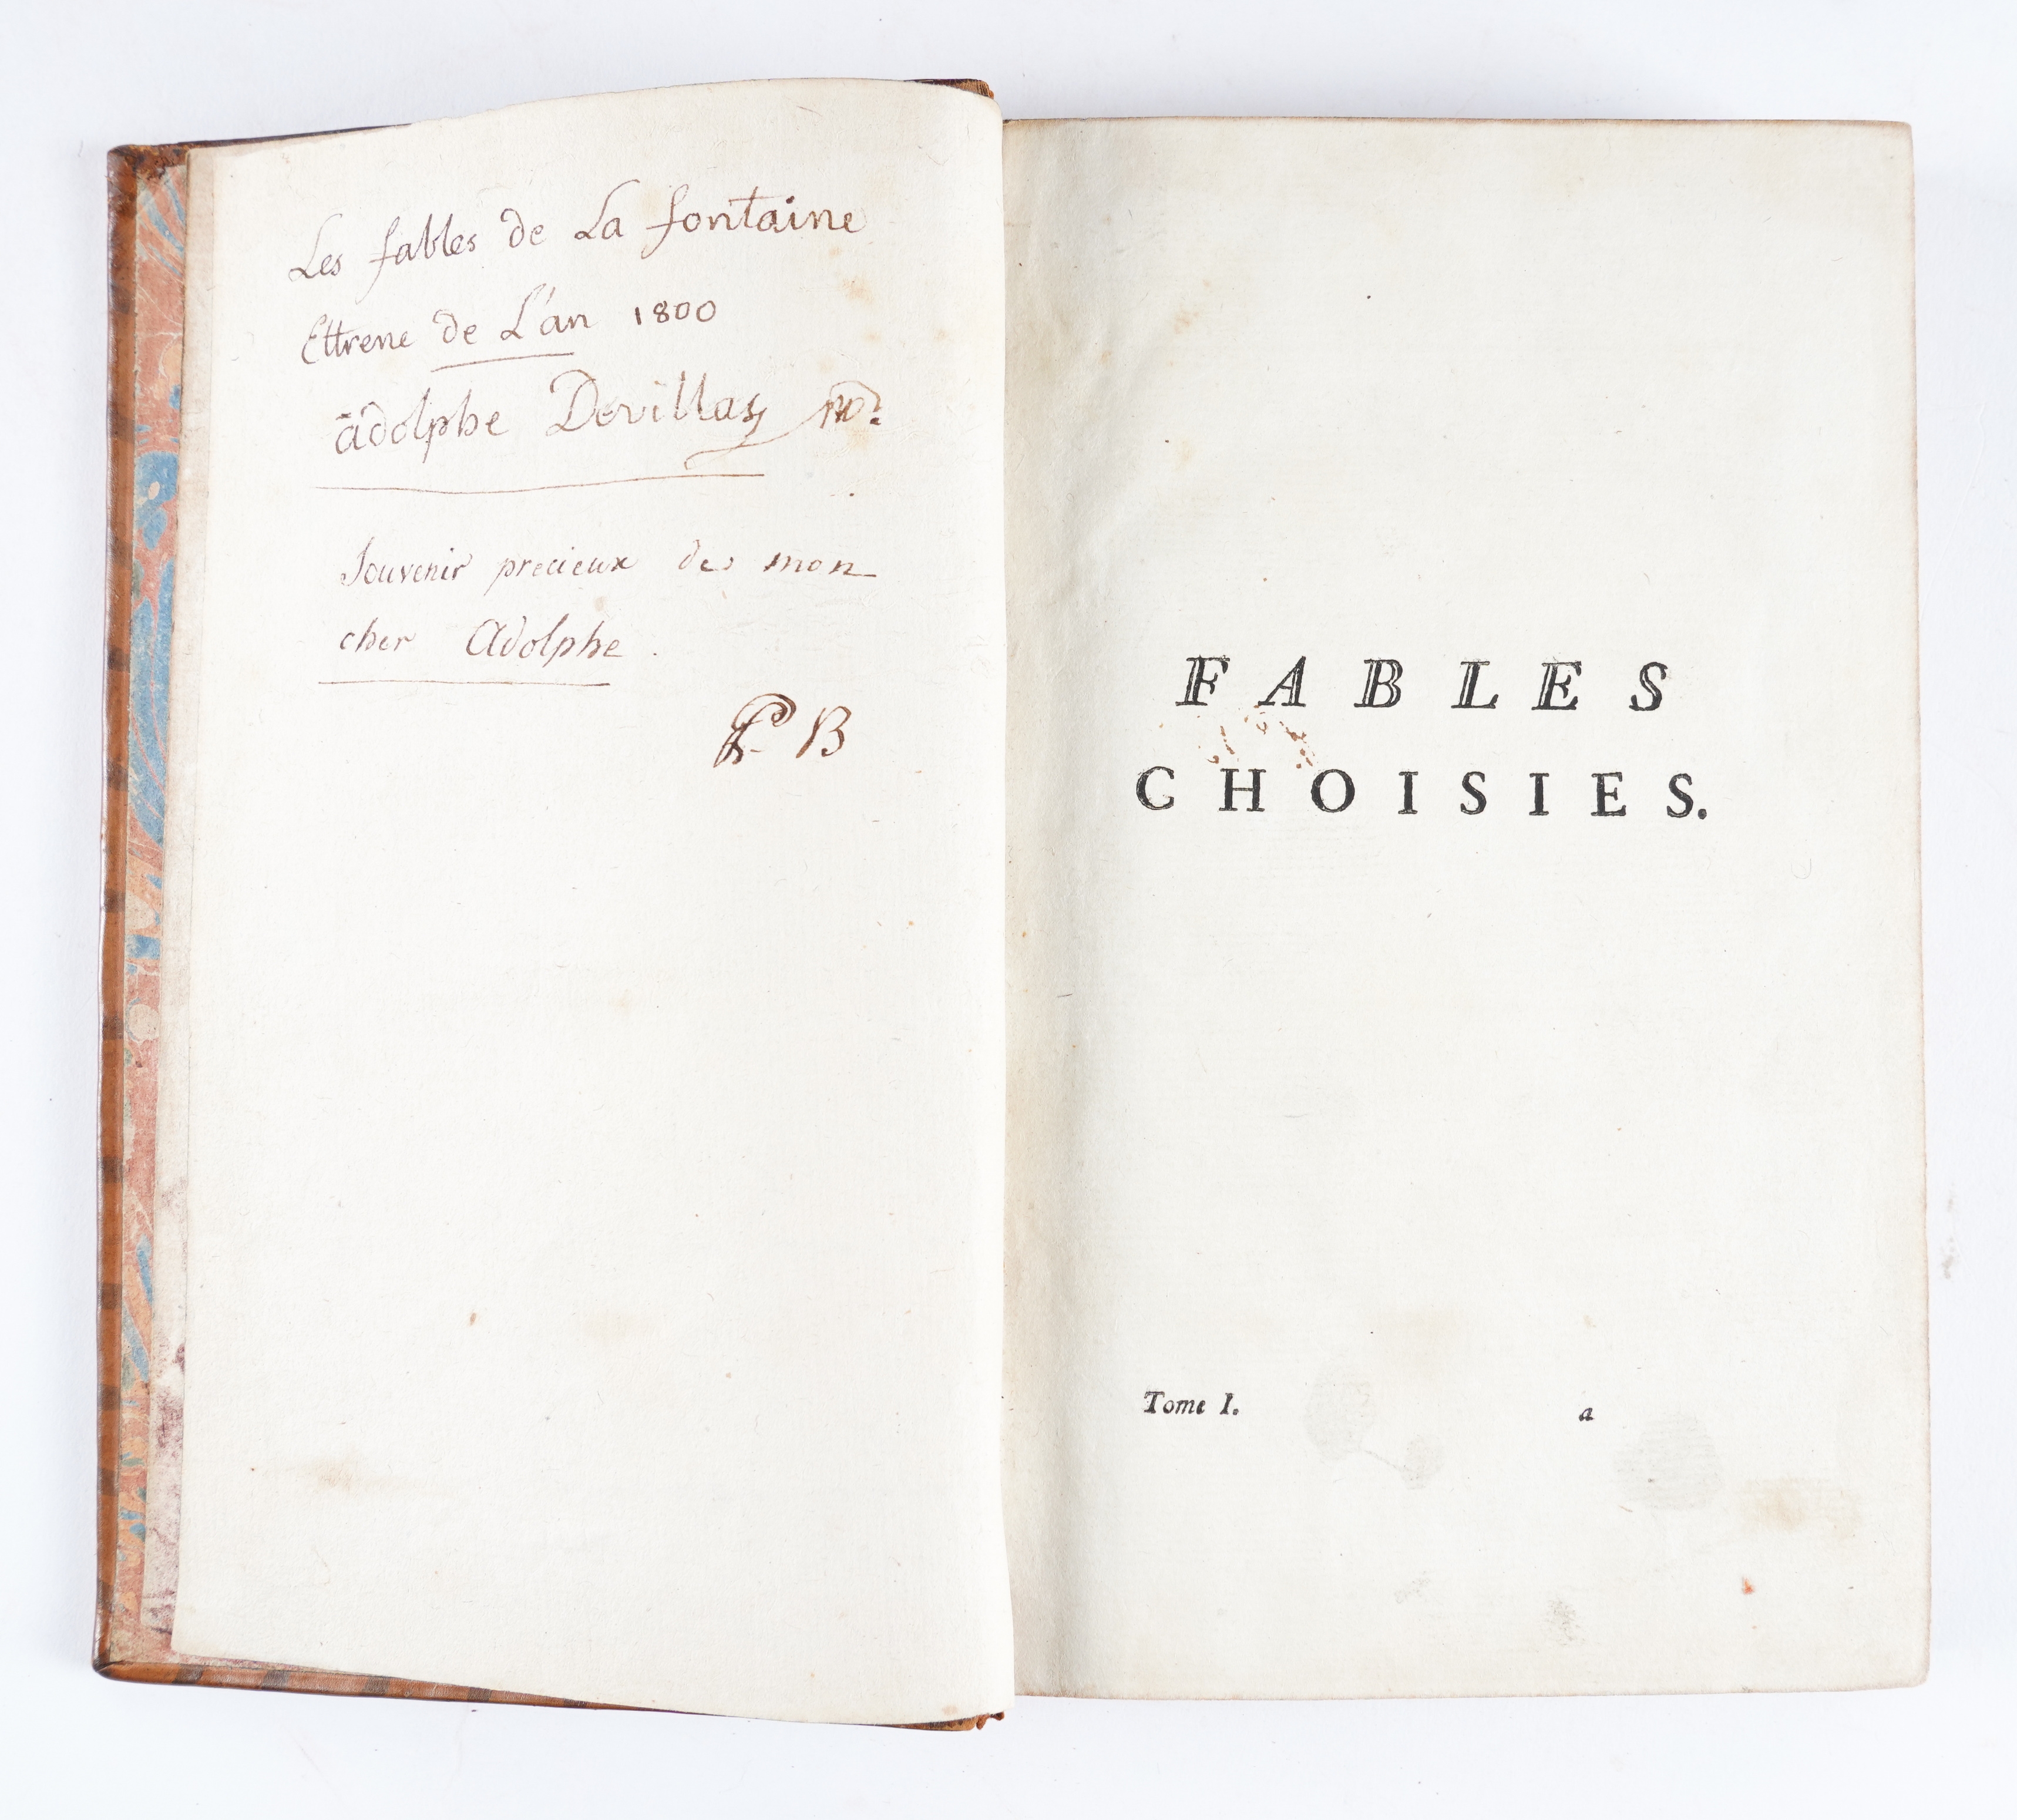 Les fables de La fontaine
Ettrene de L'an 1800
adolphe Devillas
Souvenir precieux de mon
cher Adolphe.
B
FABLES
CHOISIES.
Tome I. a